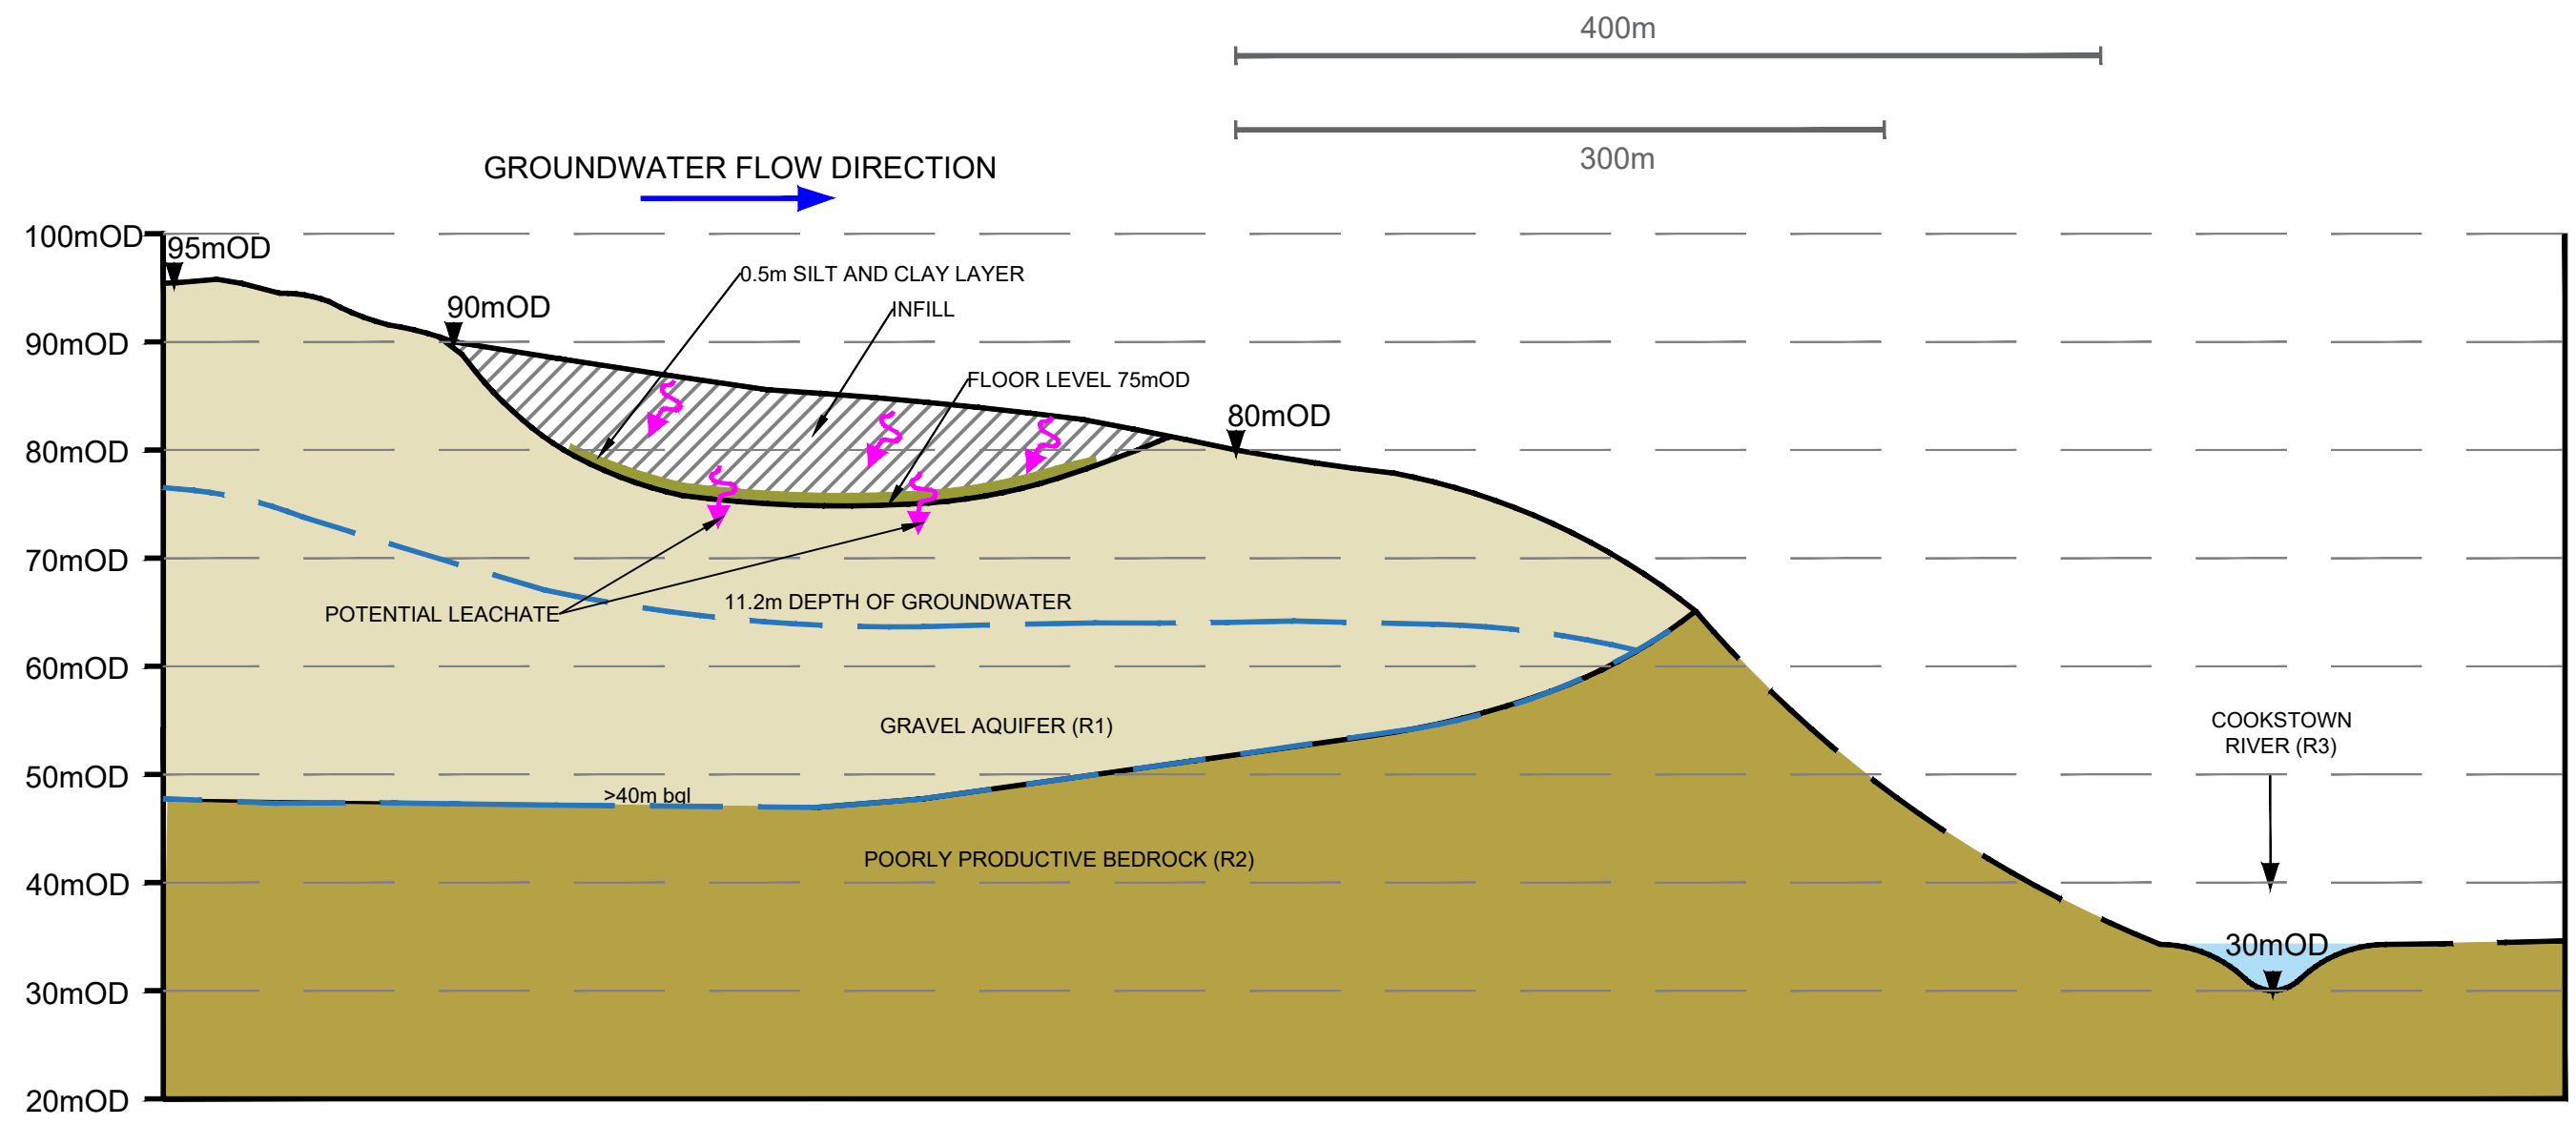 400m
300m
GROUNDWATER FLOW DIRECTION
100mOD
95mOD
0.5m SILT AND CLAY LAYER
90mOD
INFILL
90mOD
FLOOR LEVEL 75mOD
80mOD
80mOD
70mOD
11.2m DEPTH OF GROUNDWATER
POTENTIAL LEACHATE
60mOD
GRAVEL AQUIFER (R1)
COOKSTOWN
RIVER (R3)
50mOD
>40m bgl
POORLY PRODUCTIVE BEDROCK (R2)
40mOD
30mOD
30mOD
20mOD